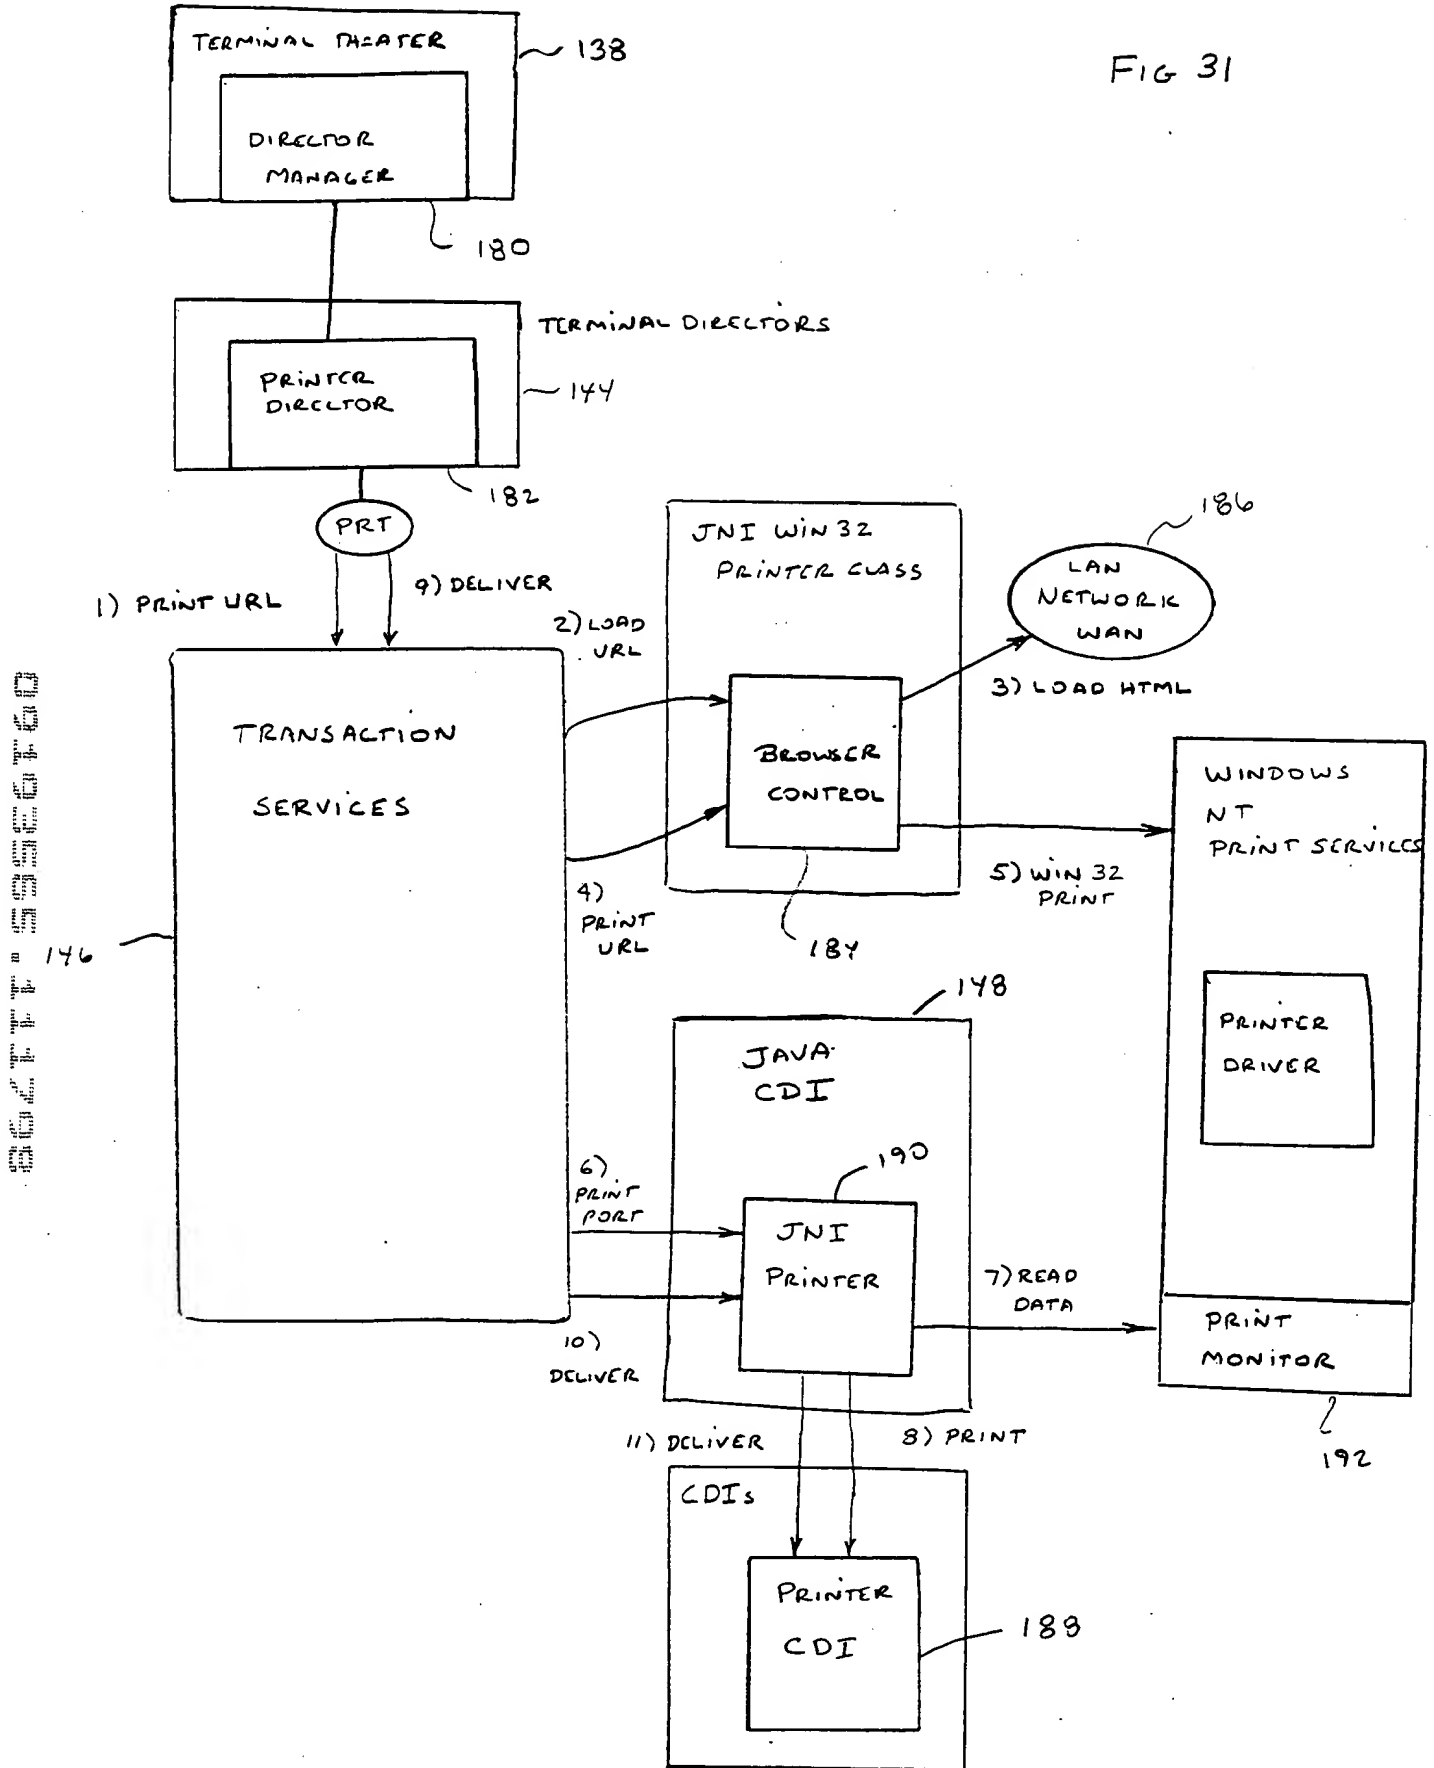 TERMINAL THEATER
138
FIG 31
DIRECTOR
MANAGER
180
TERMINAL DIRECTORS
PRINTER
DIRECTOR
144
182
PRT
1) PRINT URL
9) DELIVER
JNI WIN 32
PRINTER CLASS
186
LAN
NETWORK
WAN
2) LOAD
URL
3) LOAD HTML
TRANSACTION
SERVICES
146
BROWSER
CONTROL
4)
PRINT
URL
184
5) WIN 32
PRINT
WINDOWS
NT
PRINT SERVICES
PRINTER
DRIVER
148
JAVA
CDI
190
6)
PRINT
PORT
JNI
PRINTER
7) READ
DATA
PRINT
MONITOR
192
10)
DELIVER
11) DELIVER
8) PRINT
CDIs
PRINTER
CDI
188
09193555.111798